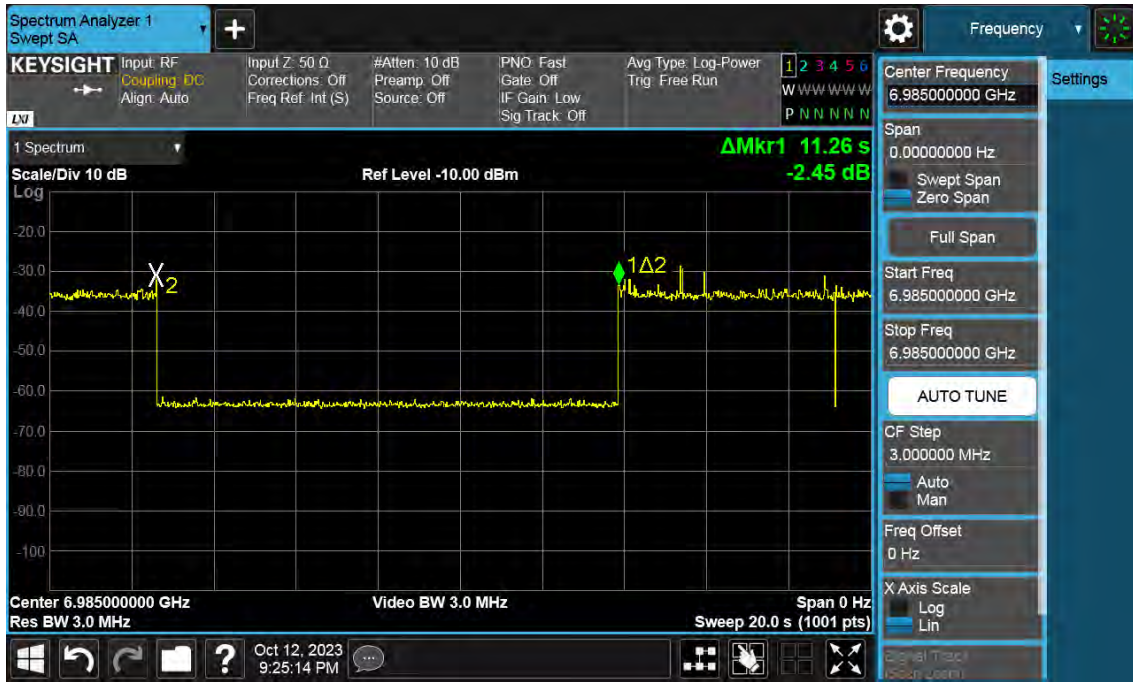 Spectrum Analyzer 1
Swept SA
+
Frequency
KEYSIGHT
LXI
Input: RF
Coupling: DC
Align: Auto
Input Z: 50 Ω
Corrections: Off
Freq Ref: Int (S)
#Atten: 10 dB
Preamp: Off
Source: Off
PNO: Fast
Gate: Off
IF Gain: Low
Sig Track: Off
Avg Type: Log-Power
Trig: Free Run
1 2 3 4 5 6
W W W W W W
P N N N N N
1 Spectrum
ΔMkr1 11.26 s
-2.45 dB
Scale/Div 10 dB
Ref Level -10.00 dBm
Log
-20.0
-30.0
-40.0
-50.0
-60.0
-70.0
-80.0
-90.0
-100
X2
1Δ2
Center 6.985000000 GHz
Video BW 3.0 MHz
Span 0 Hz
Res BW 3.0 MHz
Sweep 20.0 s (1001 pts)
Center Frequency
6.985000000 GHz
Settings
Span
0.00000000 Hz
Swept Span
Zero Span
Full Span
Start Freq
6.985000000 GHz
Stop Freq
6.985000000 GHz
AUTO TUNE
CF Step
3.000000 MHz
Auto
Man
Freq Offset
0 Hz
X Axis Scale
Log
Lin
Signal Track
(Span Zoom)
?
Oct 12, 2023
9:25:14 PM